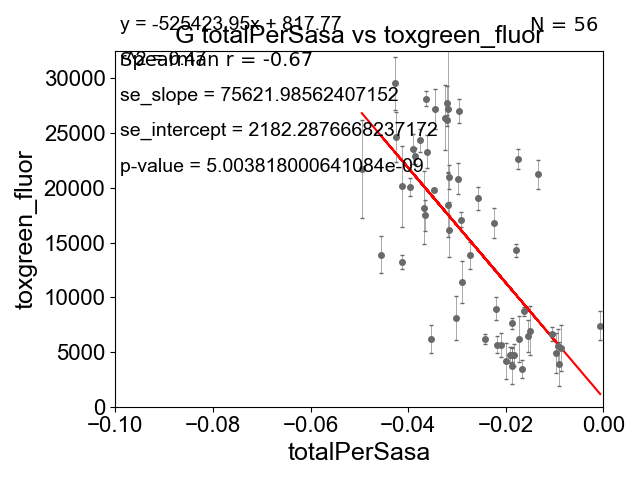 y = -525423.95x + 817.77
N = 56
G totalPerSasa vs toxgreen_fluor
r^2 = 0.47
Spearman r = -0.67
se_slope = 75621.98562407152
se_intercept = 2182.2876668237172
p-value = 5.003818000641084e-09
toxgreen_fluor
30000
25000
20000
15000
10000
5000
0
-0.10
-0.08
-0.06
-0.04
-0.02
0.00
totalPerSasa